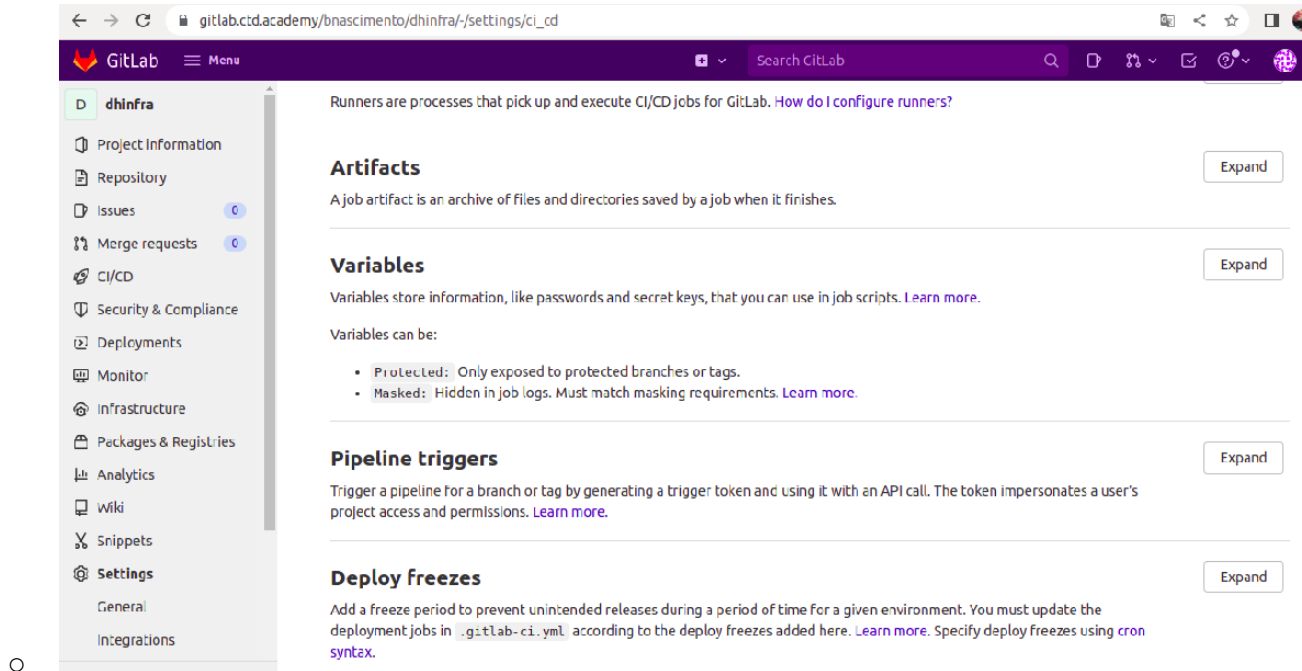 gitlab.ctd.academy/bnascimento/dhinfra/-/settings/ci_cd
GitLab Menu Search GitLab
D dhinfra
Project information
Repository
Issues 0
Merge requests 0
CI/CD
Security & Compliance
Deployments
Monitor
Infrastructure
Packages & Registries
Analytics
Wiki
Snippets
Settings
General
Integrations
Runners are processes that pick up and execute CI/CD jobs for GitLab. How do I configure runners?
Artifacts Expand
A job artifact is an archive of files and directories saved by a job when it finishes.
Variables Expand
Variables store information, like passwords and secret keys, that you can use in job scripts. Learn more.
Variables can be:
• Protected: Only exposed to protected branches or tags.
• Masked: Hidden in job logs. Must match masking requirements. Learn more.
Pipeline triggers Expand
Trigger a pipeline for a branch or tag by generating a trigger token and using it with an API call. The token impersonates a user's
project access and permissions. Learn more.
Deploy freezes Expand
Add a freeze period to prevent unintended releases during a period of time for a given environment. You must update the
deployment jobs in .gitlab-ci.yml according to the deploy freezes added here. Learn more. Specify deploy freezes using cron
syntax.